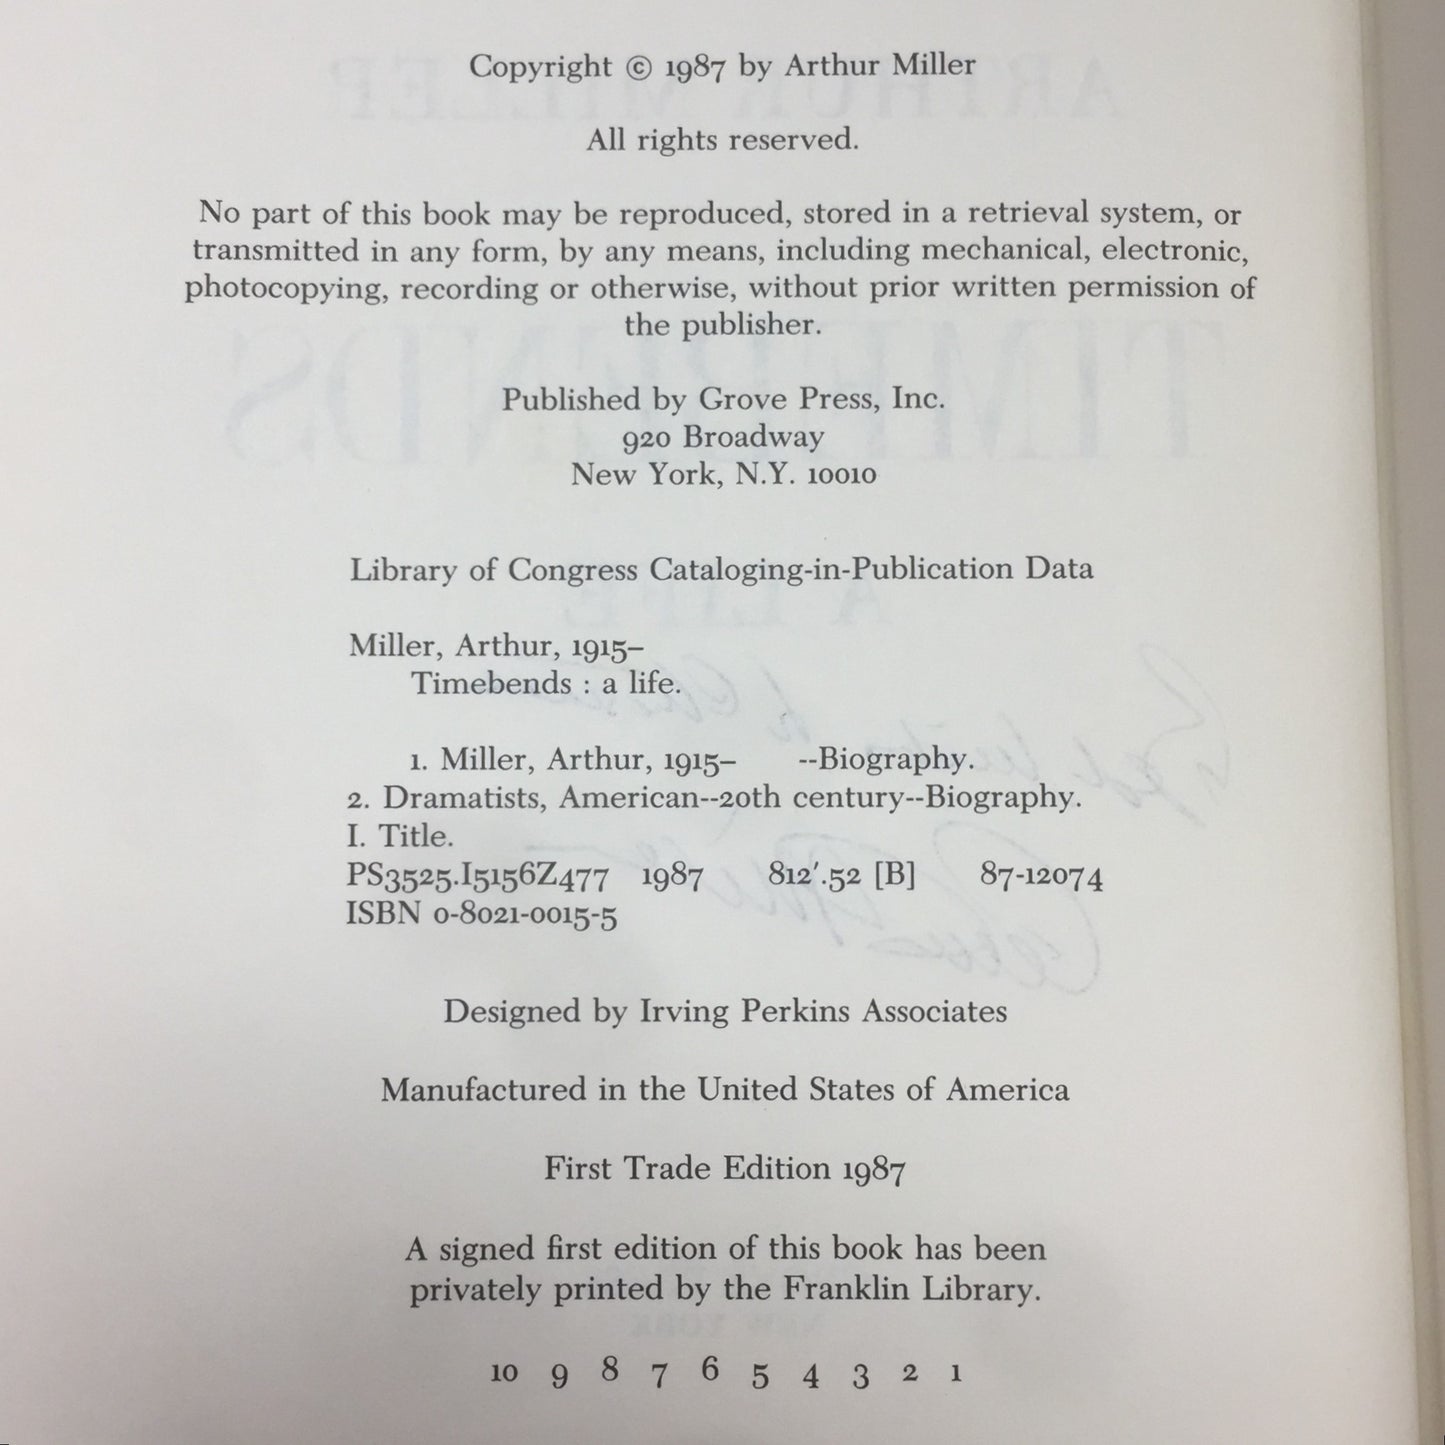 Copyright © 1987 by Arthur Miller
All rights reserved.
No part of this book may be reproduced, stored in a retrieval system, or
transmitted in any form, by any means, including mechanical, electronic,
photocopying, recording or otherwise, without prior written permission of
the publisher.
Published by Grove Press, Inc.
920 Broadway
New York, N.Y. 10010
Library of Congress Cataloging-in-Publication Data
Miller, Arthur, 1915–
Timebends : a life.
1. Miller, Arthur, 1915– --Biography.
2. Dramatists, American--20th century--Biography.
I. Title.
PS3525.I5156Z477 1987 812′.52 [B] 87-12074
ISBN 0-8021-0015-5
Designed by Irving Perkins Associates
Manufactured in the United States of America
First Trade Edition 1987
A signed first edition of this book has been
privately printed by the Franklin Library.
10 9 8 7 6 5 4 3 2 1